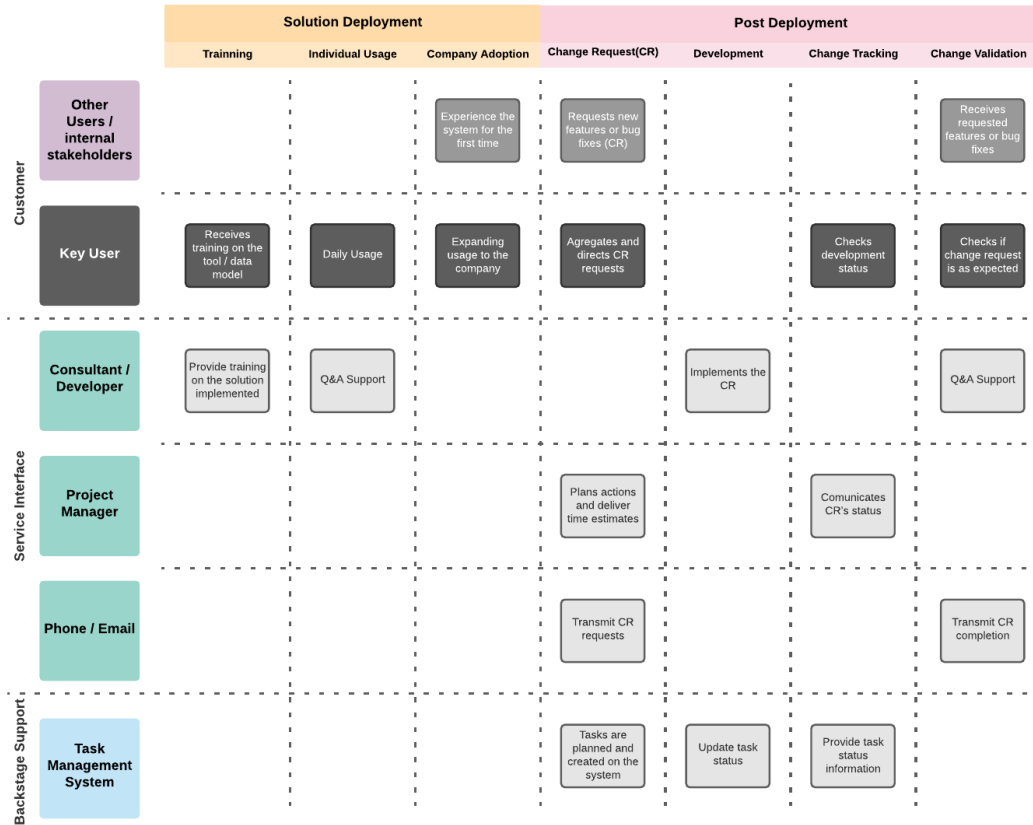 Solution Deployment
Post Deployment
Trainning
Individual Usage
Company Adoption
Change Request(CR)
Development
Change Tracking
Change Validation
Customer
Other
Users /
internal
stakeholders
Experience the
system for the
first time
Requests new
features or bug
fixes (CR)
Receives
requested
features or bug
fixes
Key User
Receives
training on the
tool / data
model
Daily Usage
Expanding
usage to the
company
Agregates and
directs CR
requests
Checks
development
status
Checks if
change request
is as expected
Service Interface
Consultant /
Developer
Provide training
on the solution
implemented
Q&A Support
Implements the
CR
Q&A Support
Project
Manager
Plans actions
and deliver
time estimates
Comunicates
CR's status
Phone / Email
Transmit CR
requests
Transmit CR
completion
Backstage Support
Task
Management
System
Tasks are
planned and
created on the
system
Update task
status
Provide task
status
information